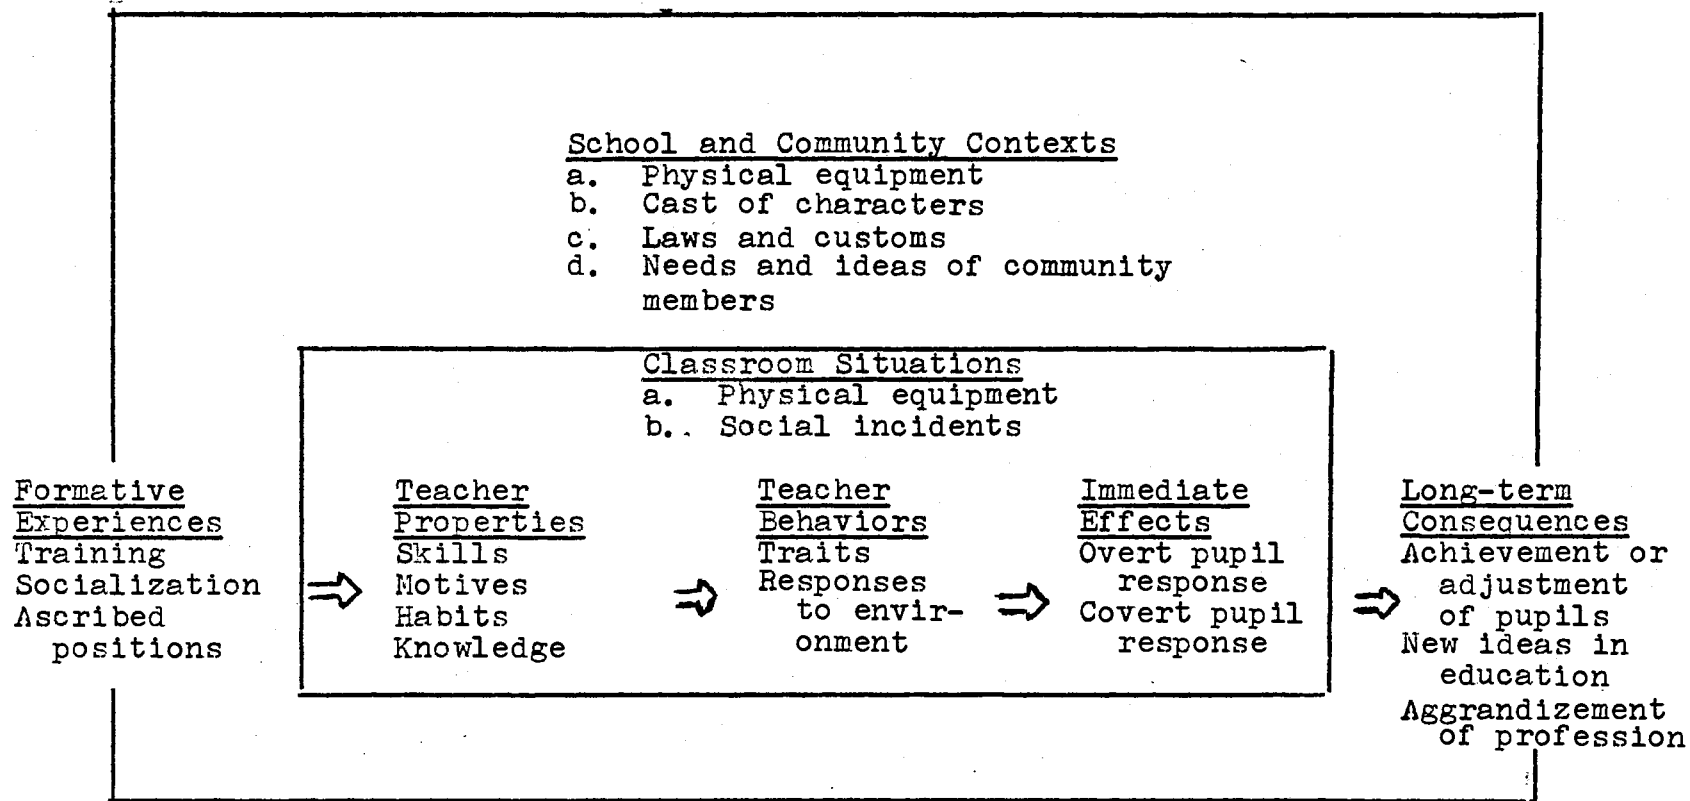 School and Community Contexts
a. Physical equipment
b. Cast of characters
c. Laws and customs
d. Needs and ideas of community
members
Classroom Situations
a. Physical equipment
b. Social incidents
Formative
Experiences
Training
Socialization
Ascribed
positions
Teacher
Properties
Skills
Motives
Habits
Knowledge
Teacher
Behaviors
Traits
Responses
to envir-
onment
Immediate
Effects
Overt pupil
response
Covert pupil
response
Long-term
Consequences
Achievement or
adjustment
of pupils
New ideas in
education
Aggrandizement
of profession